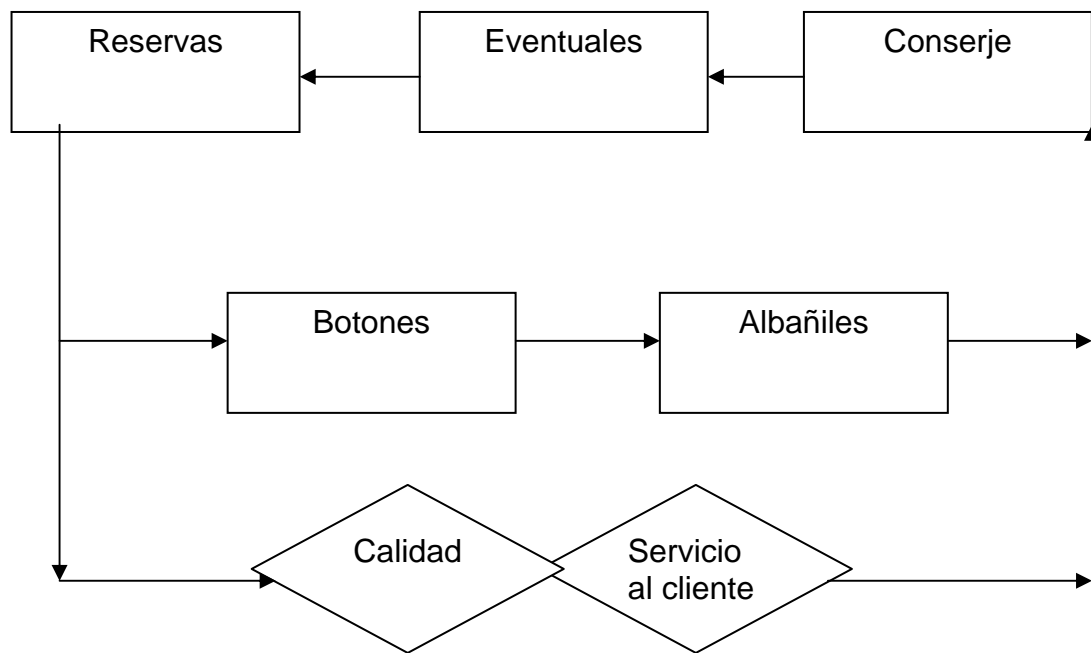 Reservas
Eventuales
Conserje
Botones
Albañiles
Calidad
Servicio
al cliente